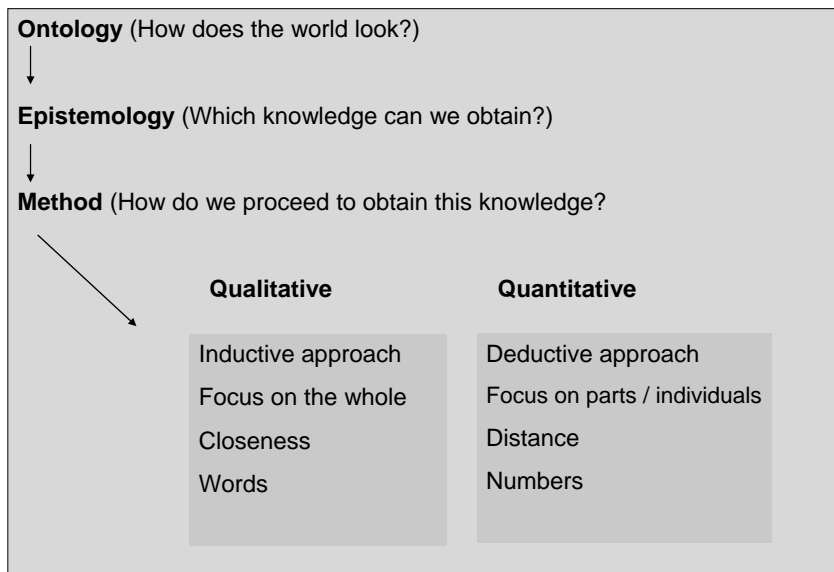 Ontology (How does the world look?)
Epistemology (Which knowledge can we obtain?)
Method (How do we proceed to obtain this knowledge?
Qualitative
Inductive approach
Focus on the whole
Closeness
Words
Quantitative
Deductive approach
Focus on parts / individuals
Distance
Numbers